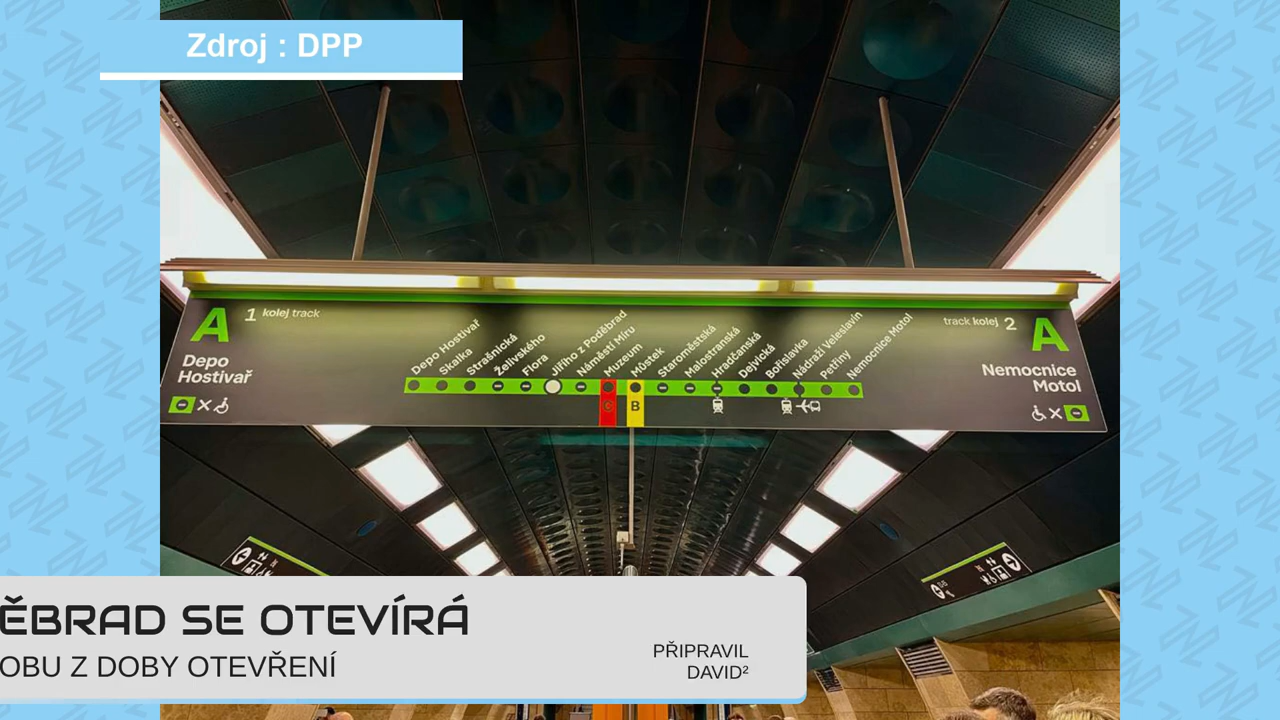 Zdroj : DPP
A 1 kolej track
track kolej 2 A
Depo
Hostivař
Nemocnice
Motol
Depo Hostivař
Skalka
Strašnická
Želivského
Flora
Jiřího z Poděbrad
Náměstí Míru
Muzeum
Můstek
Staroměstská
Malostranská
Hradčanská
Dejvická
Bořislavka
Nádraží Veleslavín
Petřiny
Nemocnice Motol
C
B
ĚBRAD SE OTEVÍRÁ
OBU Z DOBY OTEVŘENÍ
PŘIPRAVIL
DAVID²